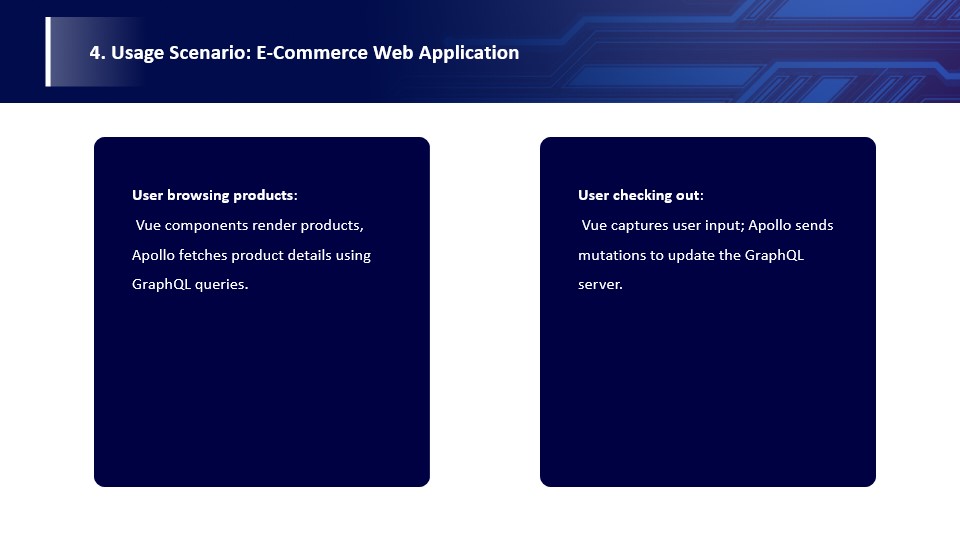 4. Usage Scenario: E-Commerce Web Application
User browsing products:
Vue components render products,
Apollo fetches product details using
GraphQL queries.
User checking out:
Vue captures user input; Apollo sends
mutations to update the GraphQL
server.